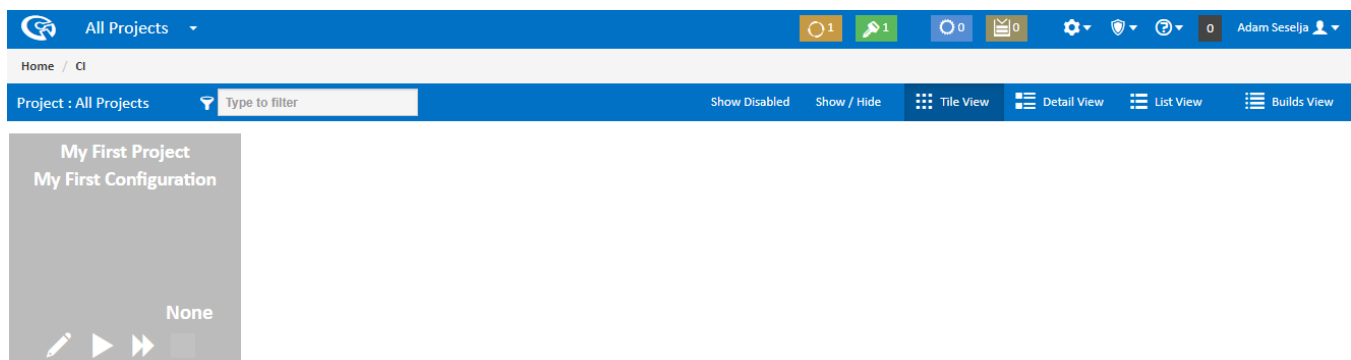 All Projects
1
1
0
0
0
Adam Seselja
Home / CI
Project : All Projects
Type to filter
Show Disabled
Show / Hide
Tile View
Detail View
List View
Builds View
My First Project
My First Configuration
None